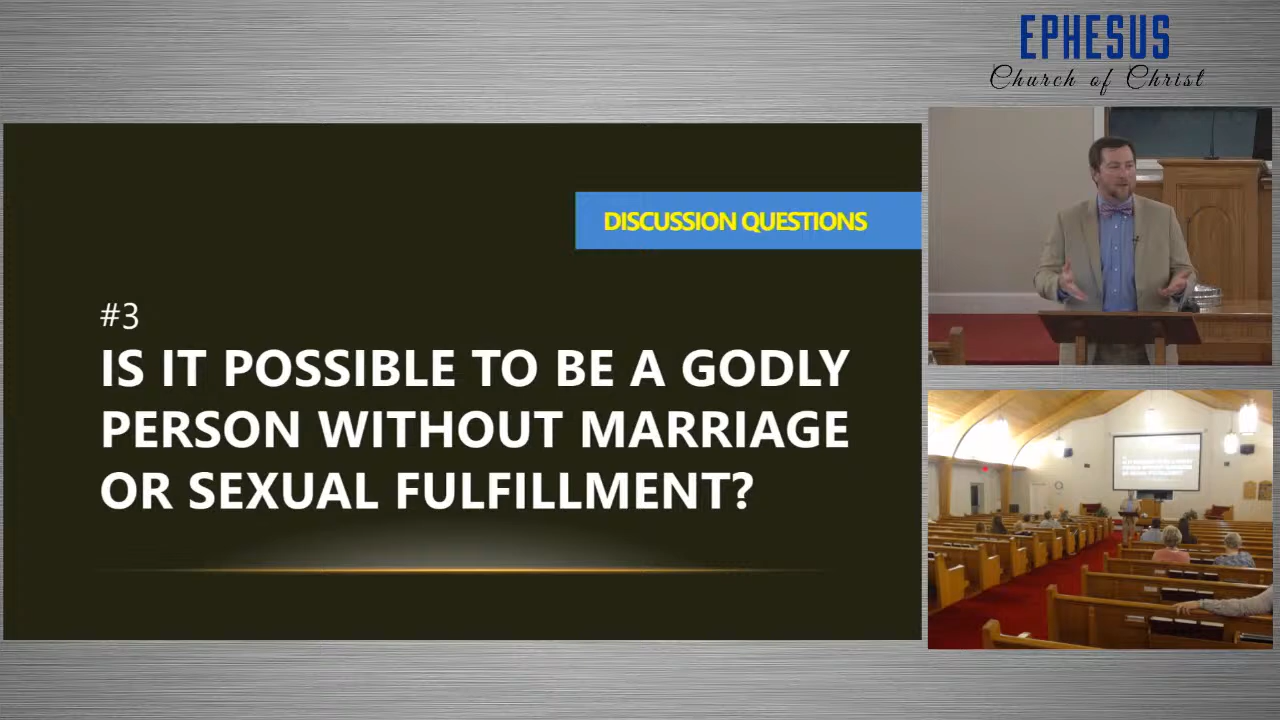 EPHESUS
Church of Christ
DISCUSSION QUESTIONS
#3
IS IT POSSIBLE TO BE A GODLY
PERSON WITHOUT MARRIAGE
OR SEXUAL FULFILLMENT?